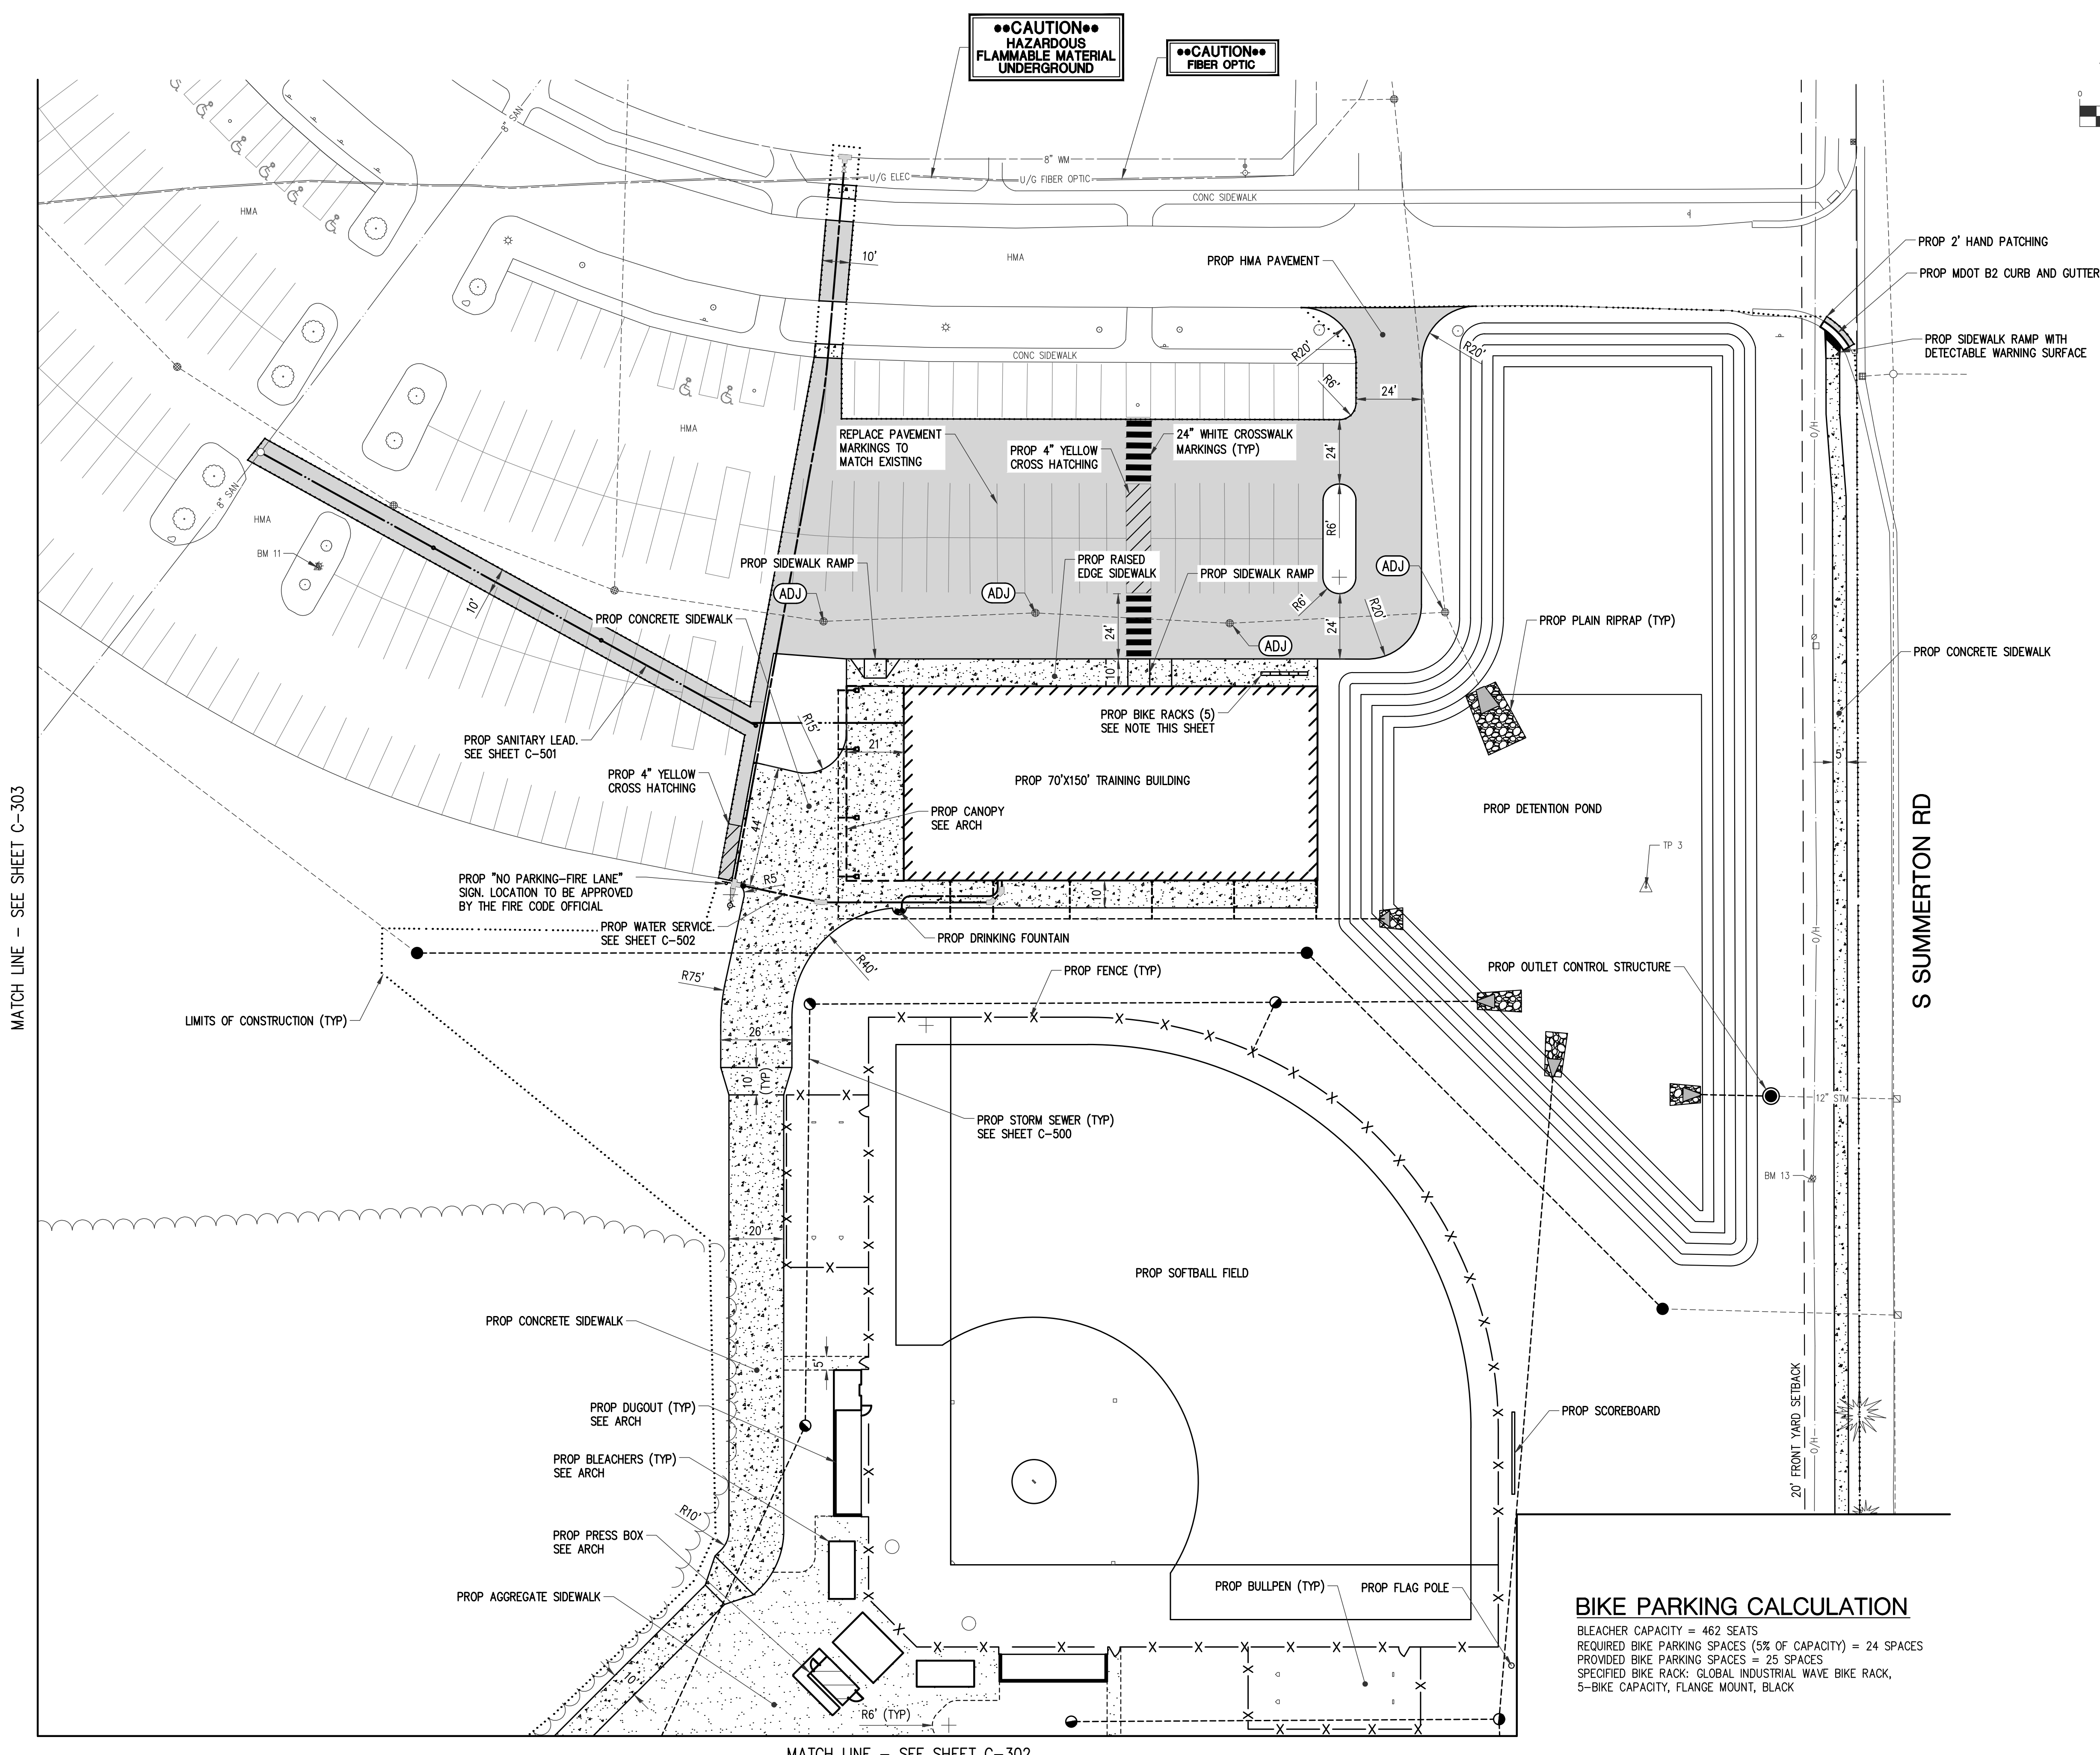 ●●CAUTION●●
HAZARDOUS
FLAMMABLE MATERIAL
UNDERGROUND
●●CAUTION●●
FIBER OPTIC
0
8" SAN
8" WM
U/G ELEC
U/G FIBER OPTIC
CONC SIDEWALK
HMA
10'
HMA
PROP HMA PAVEMENT
PROP 2' HAND PATCHING
PROP MDOT B2 CURB AND GUTTER
PROP SIDEWALK RAMP WITH
DETECTABLE WARNING SURFACE
CONC SIDEWALK
R20'
R20'
R6'
24'
HMA
REPLACE PAVEMENT
MARKINGS TO
MATCH EXISTING
PROP 4" YELLOW
CROSS HATCHING
24" WHITE CROSSWALK
MARKINGS (TYP)
24'
O/H
8" SAN
HMA
BM 11
R6'
10'
PROP SIDEWALK RAMP
PROP RAISED
EDGE SIDEWALK
PROP SIDEWALK RAMP
ADJ
ADJ
ADJ
ADJ
R6'
R20'
24'
24'
PROP CONCRETE SIDEWALK
PROP PLAIN RIPRAP (TYP)
PROP CONCRETE SIDEWALK
10'
PROP BIKE RACKS (5)
SEE NOTE THIS SHEET
R15'
21'
5'
PROP SANITARY LEAD.
SEE SHEET C-501
PROP 4" YELLOW
CROSS HATCHING
PROP 70'X150' TRAINING BUILDING
PROP CANOPY
SEE ARCH
44'
PROP DETENTION POND
TP 3
S SUMMERTON RD
MATCH LINE - SEE SHEET C-303
PROP "NO PARKING-FIRE LANE"
SIGN. LOCATION TO BE APPROVED
BY THE FIRE CODE OFFICIAL
R5'
10'
PROP WATER SERVICE.
SEE SHEET C-502
PROP DRINKING FOUNTAIN
O/H
R40'
R75'
PROP FENCE (TYP)
PROP OUTLET CONTROL STRUCTURE
LIMITS OF CONSTRUCTION (TYP)
26'
10'
(TYP)
PROP STORM SEWER (TYP)
SEE SHEET C-500
12" STM
BM 13
20'
PROP SOFTBALL FIELD
PROP CONCRETE SIDEWALK
5'
PROP DUGOUT (TYP)
SEE ARCH
PROP SCOREBOARD
20' FRONT YARD SETBACK
O/H
PROP BLEACHERS (TYP)
SEE ARCH
R10'
PROP PRESS BOX
SEE ARCH
PROP AGGREGATE SIDEWALK
PROP BULLPEN (TYP)
PROP FLAG POLE
10'
R6' (TYP)
BIKE PARKING CALCULATION
BLEACHER CAPACITY = 462 SEATS
REQUIRED BIKE PARKING SPACES (5% OF CAPACITY) = 24 SPACES
PROVIDED BIKE PARKING SPACES = 25 SPACES
SPECIFIED BIKE RACK: GLOBAL INDUSTRIAL WAVE BIKE RACK,
5-BIKE CAPACITY, FLANGE MOUNT, BLACK
MATCH LINE - SEE SHEET C-302